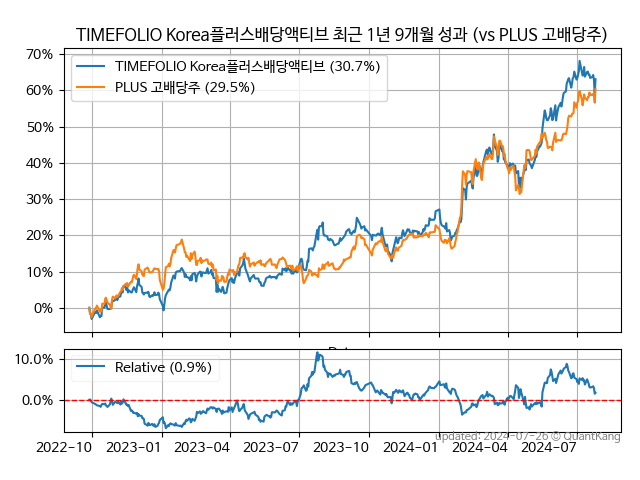 TIMEFOLIO Korea플러스배당액티브 최근 1년 9개월 성과 (vs PLUS 고배당주)
70%
60%
50%
40%
30%
20%
10%
0%
TIMEFOLIO Korea플러스배당액티브 (30.7%)
PLUS 고배당주 (29.5%)
10.0%
0.0%
Relative (0.9%)
updated: 2024-07-26 © QuantKang
2022-10 2023-01 2023-04 2023-07 2023-10 2024-01 2024-04 2024-07